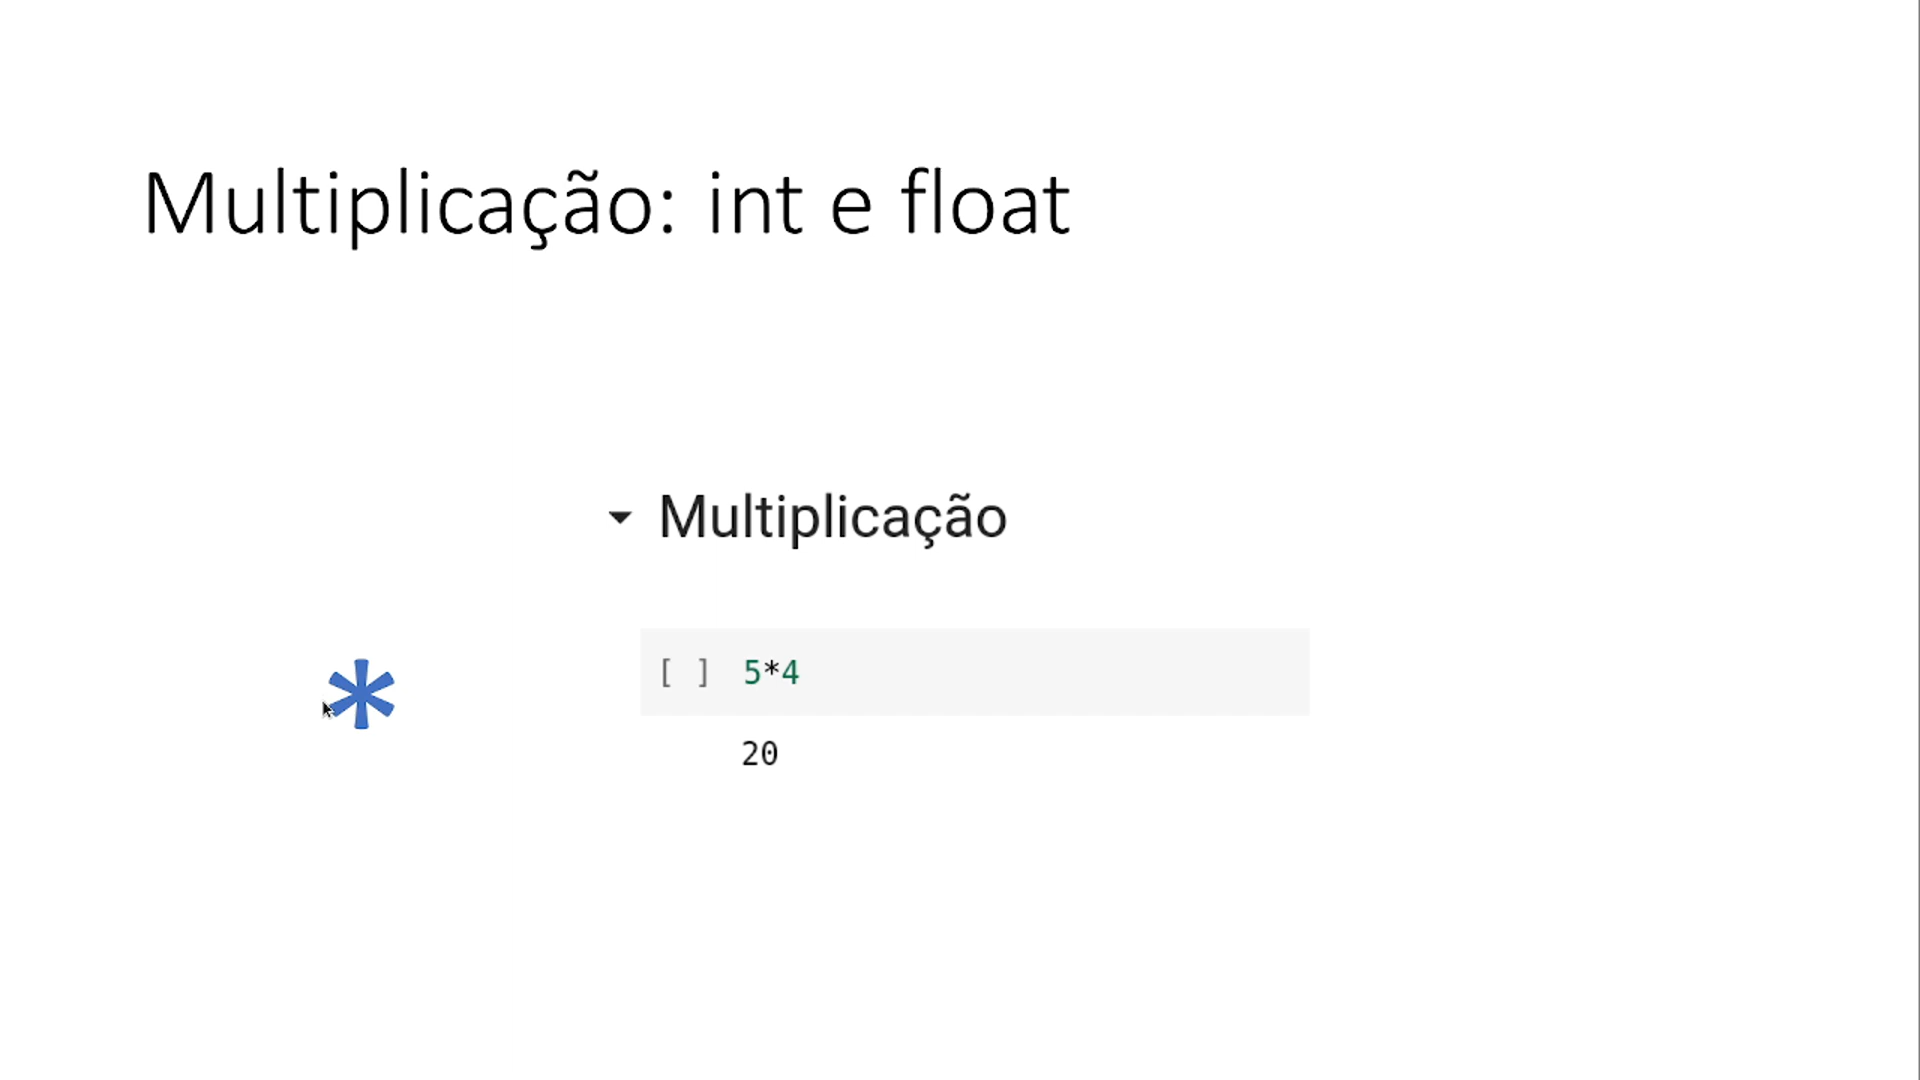 Multiplicação: int e float
Multiplicação
*
[ ] 5*4
20